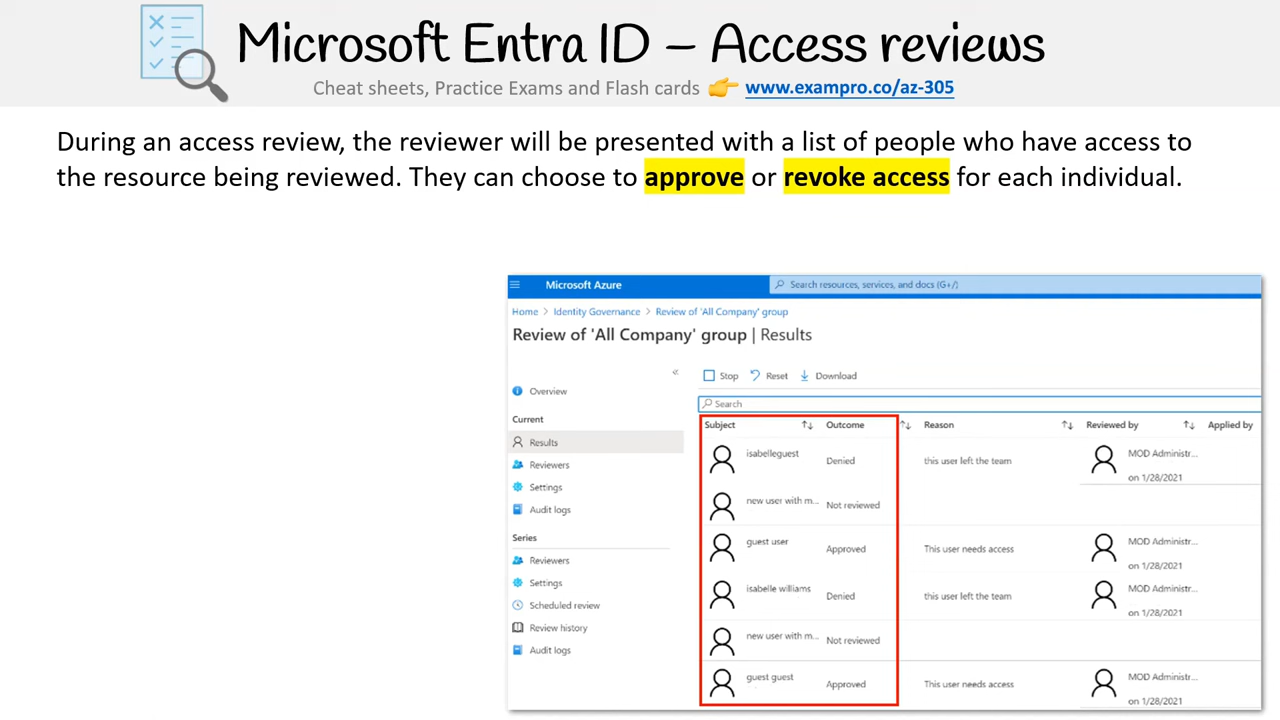 Microsoft Entra ID – Access reviews
Cheat sheets, Practice Exams and Flash cards 👉 www.exampro.co/az-305
During an access review, the reviewer will be presented with a list of people who have access to
the resource being reviewed. They can choose to approve or revoke access for each individual.
Microsoft Azure
Search resources, services, and docs (G+/)
Home > Identity Governance > Review of 'All Company' group
Review of 'All Company' group | Results
«
Stop Reset Download
Overview
Search
Current
Results
Reviewers
Settings
Audit logs
Series
Reviewers
Settings
Scheduled review
Review history
Audit logs
Subject ↑↓ Outcome ↑↓ Reason ↑↓ Reviewed by ↑↓ Applied by
isabelleguest Denied this user left the team MOD Administr...
on 1/28/2021
new user with m... Not reviewed
guest user Approved This user needs access MOD Administr...
on 1/28/2021
isabelle williams Denied this user left the team MOD Administr...
on 1/28/2021
new user with m... Not reviewed
guest guest Approved This user needs access MOD Administr...
on 1/28/2021